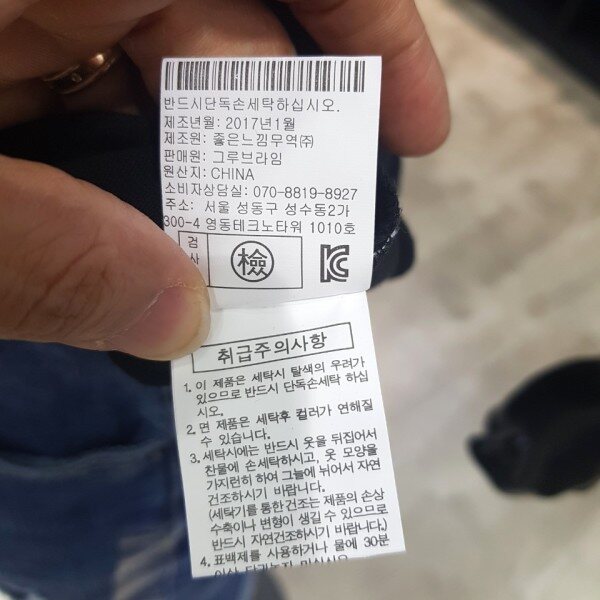 반드시단독손세탁하십시오.
제조년월: 2017년1월
제조원: 좋은느낌무역㈜
판매원: 그루브라임
원산지: CHINA
소비자상담실: 070-8819-8927
주소: 서울 성동구 성수동2가
300-4 영동테크노타워 1010호
검사 檢
취급주의사항
1. 이 제품은 세탁시 탈색의 우려가
있으므로 반드시 단독손세탁 하십
시오.
2. 면 제품은 세탁후 컬러가 연해질
수 있습니다.
3. 세탁시에는 반드시 옷을 뒤집어서
찬물에 손세탁하시고, 옷 모양을
가지런히 하여 그늘에 뉘어서 자연
건조하시기 바랍니다.
(세탁기를 통한건조는 제품의 손상
수축이나 변형이 생길 수 있으므로
반드시 자연건조하시기 바랍니다.)
4. 표백제를 사용하거나 물에 30분
이상 담가놓지 마십시오